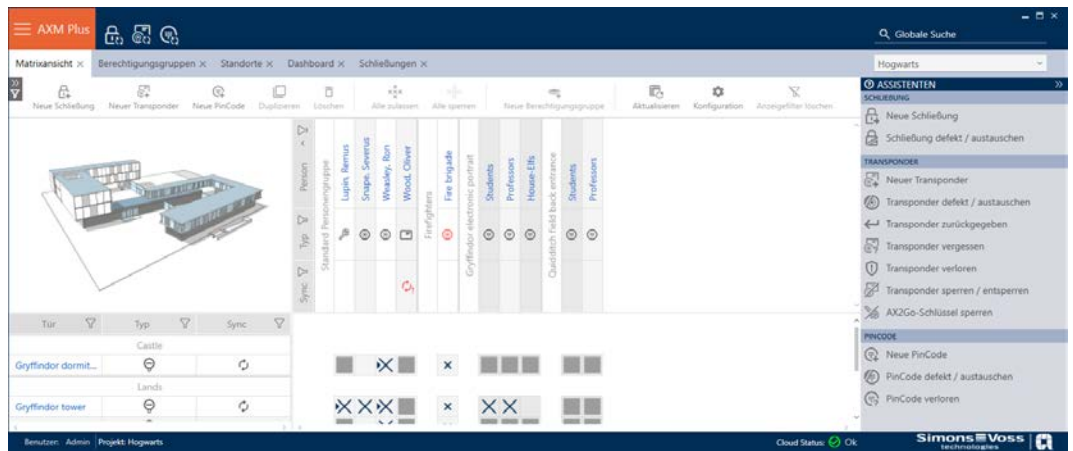 AXM Plus
Globale Suche
Matrixansicht
Berechtigungsgruppen
Standorte
Dashboard
Schließungen
Hogwarts
Neue Schließung
Neuer Transponder
Neue PinCode
Duplizieren
Löschen
Alle zulassen
Alle sperren
Neue Berechtigungsgruppe
Aktualisieren
Konfiguration
Anzeigefilter löschen
Person
Typ
Sync
Standard Personengruppe
Lupin, Remus
Snape, Severus
Weasley, Ron
Wood, Oliver
Firefighters
Fire brigade
Gryffindor electronic portrait
Students
Professors
House-Elfs
Quidditch field back entrance
Students
Professors
Tür
Typ
Sync
Castle
Gryffindor dormit...
Lands
Gryffindor tower
ASSISTENTEN
SCHLIEßUNG
Neue Schließung
Schließung defekt / austauschen
TRANSPONDER
Neuer Transponder
Transponder defekt / austauschen
Transponder zurückgegeben
Transponder vergessen
Transponder verloren
Transponder sperren / entsperren
AX2Go-Schlüssel sperren
PINCODE
Neue PinCode
PinCode defekt / austauschen
PinCode verloren
Benutzer: Admin
Projekt: Hogwarts
Cloud Status: Ok
Simons Voss
technologies